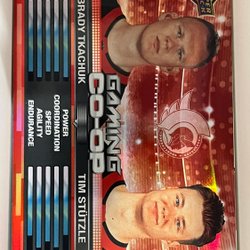 BRADY TKACHUK
POWER
COORDINATION
SPEED
AGILITY
ENDURANCE
GAMING
CO-OP
TIM STÜTZLE